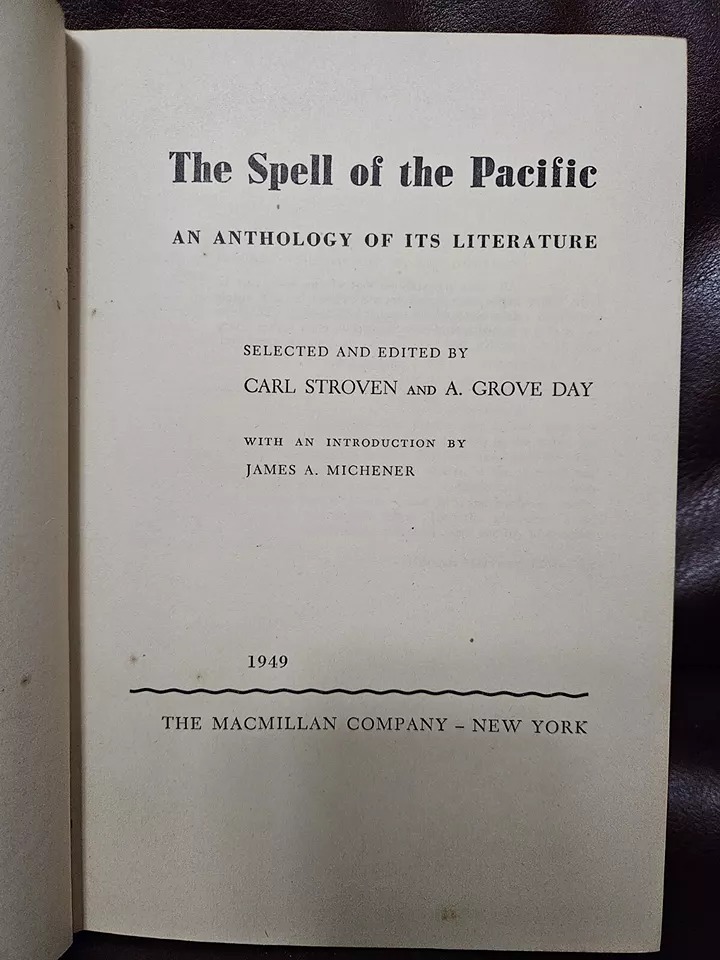 The Spell of the Pacific
AN ANTHOLOGY OF ITS LITERATURE
SELECTED AND EDITED BY
CARL STROVEN AND A. GROVE DAY
WITH AN INTRODUCTION BY
JAMES A. MICHENER
1949
THE MACMILLAN COMPANY – NEW YORK